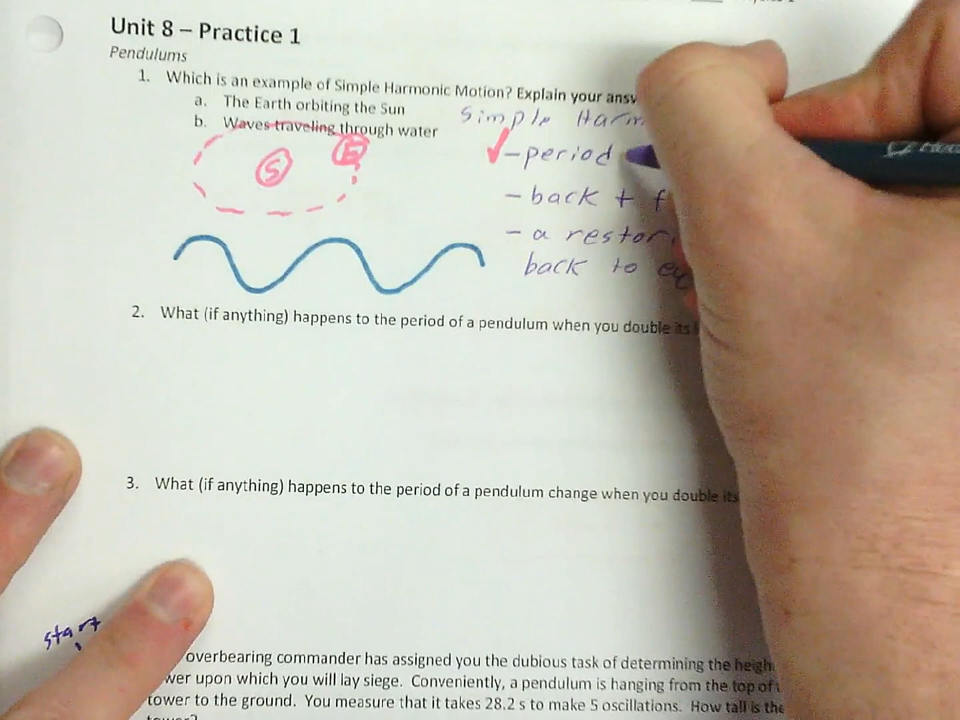 Unit 8 – Practice 1
Pendulums
1. Which is an example of Simple Harmonic Motion? Explain your
a. The Earth orbiting the Sun
b. Waves traveling through water
Simple
S
E
-period
- back +
- a
back to
2. What (if anything) happens to the period of a pendulum when you double its
3. What (if anything) happens to the period of a pendulum change when you double its
start
overbearing commander has assigned you the dubious task of determining the
upon which you will lay siege. Conveniently, a pendulum is hanging from the top of
tower to the ground. You measure that it takes 28.2 s to make 5 oscillations. How tall is the